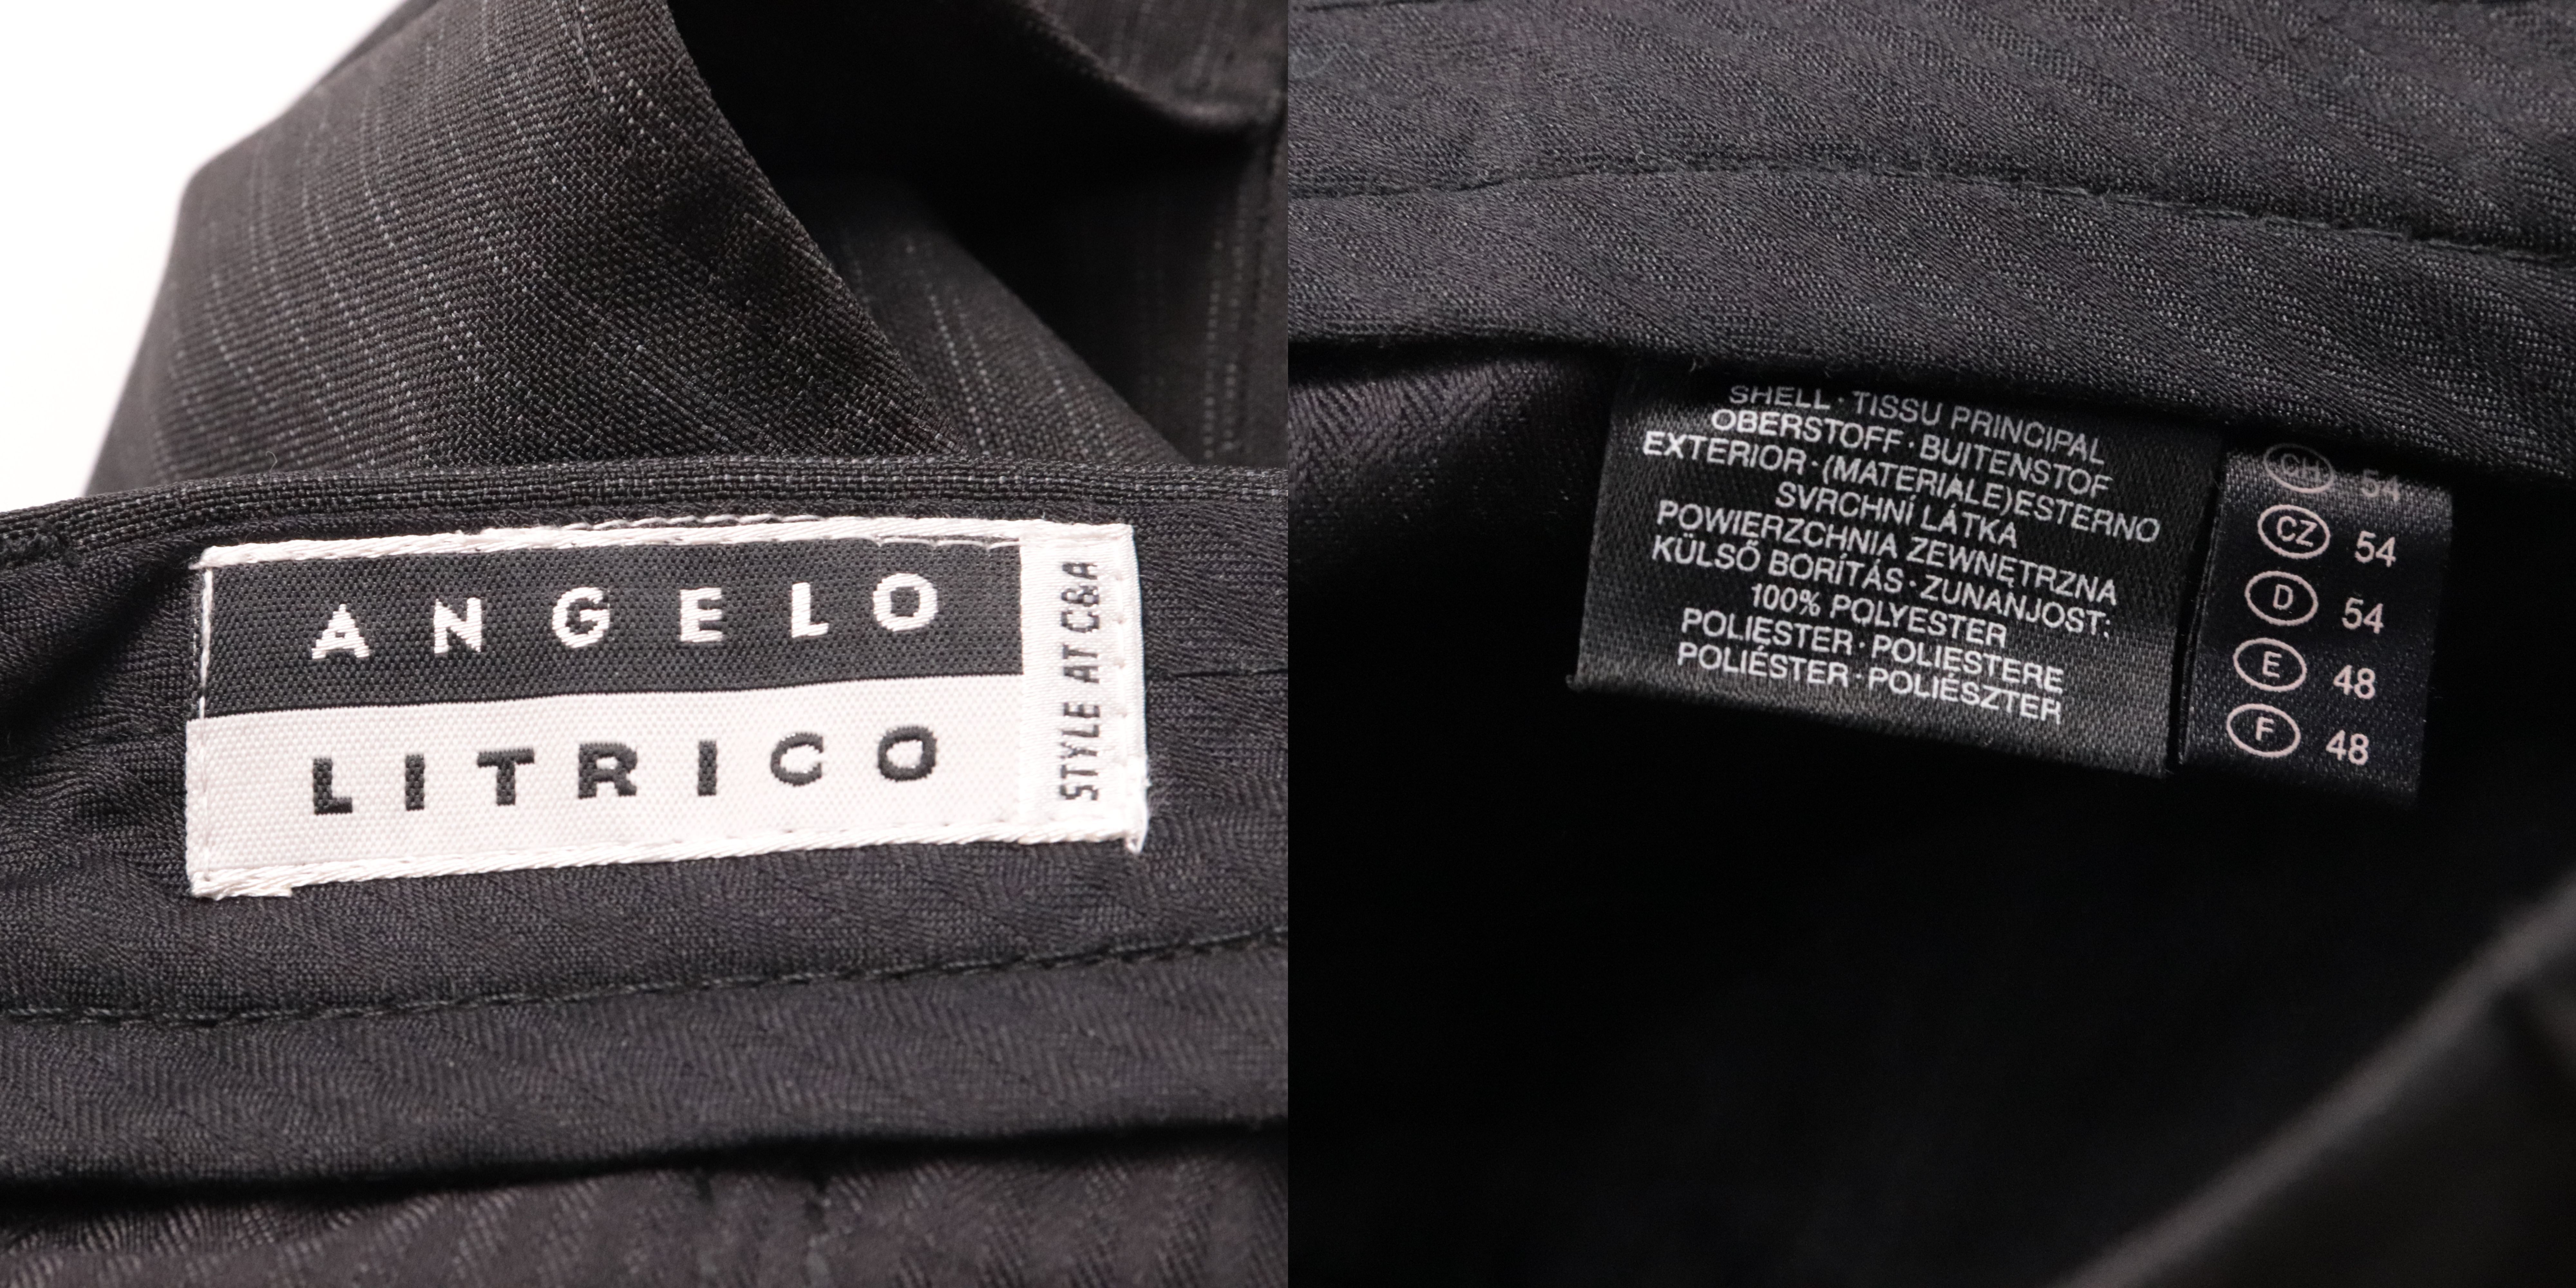 ANGELO
LITRICO
STYLE AT C&A
SHELL·TISSU PRINCIPAL
OBERSTOFF·BUITENSTOF
EXTERIOR·(MATERIALE)ESTERNO
SVRCHNÍ LÁTKA
POWIERZCHNIA ZEWNĘTRZNA
KÜLSŐ BORÍTÁS·ZUNANJOST:
100% POLYESTER
POLIESTER·POLIESTERE
POLIÉSTER·POLIÉSZTER
CH 54
CZ 54
D 54
E 48
F 48